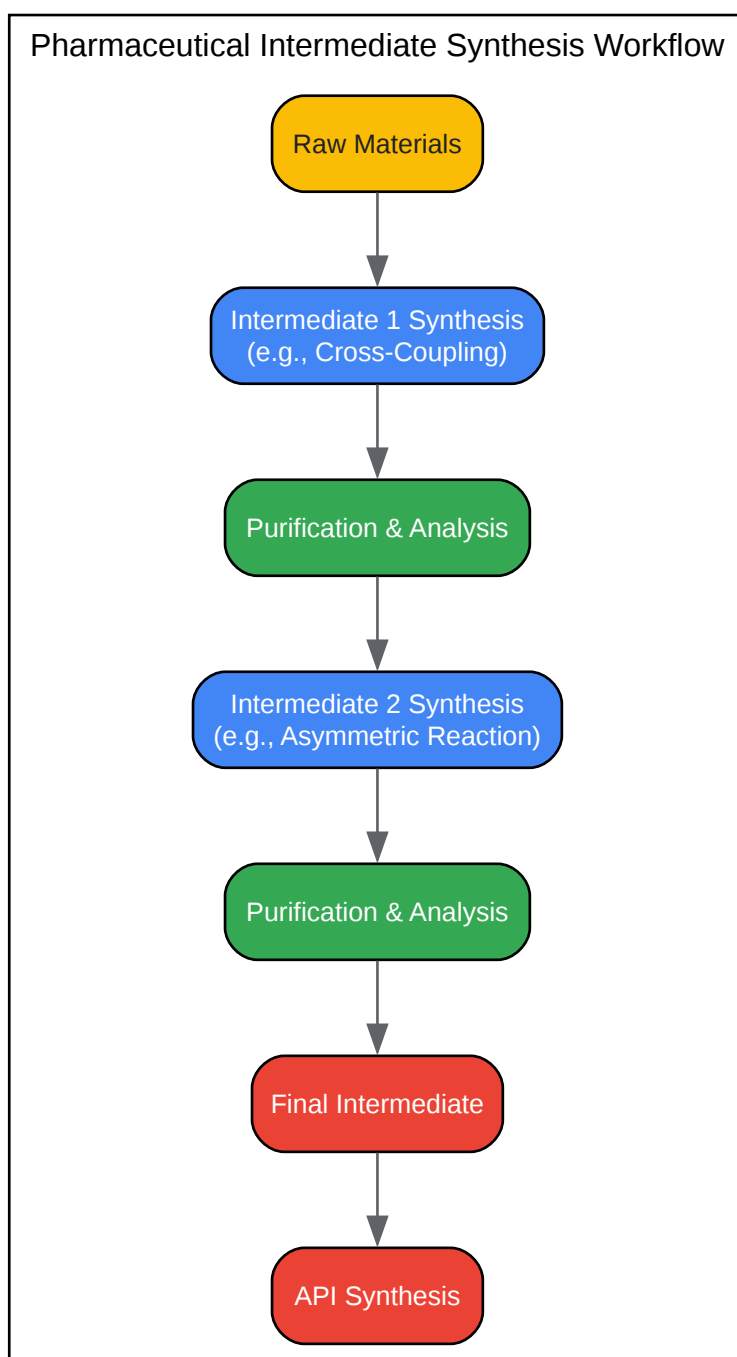 Pharmaceutical Intermediate Synthesis Workflow
Raw Materials
Intermediate 1 Synthesis
(e.g., Cross-Coupling)
Purification & Analysis
Intermediate 2 Synthesis
(e.g., Asymmetric Reaction)
Purification & Analysis
Final Intermediate
API Synthesis